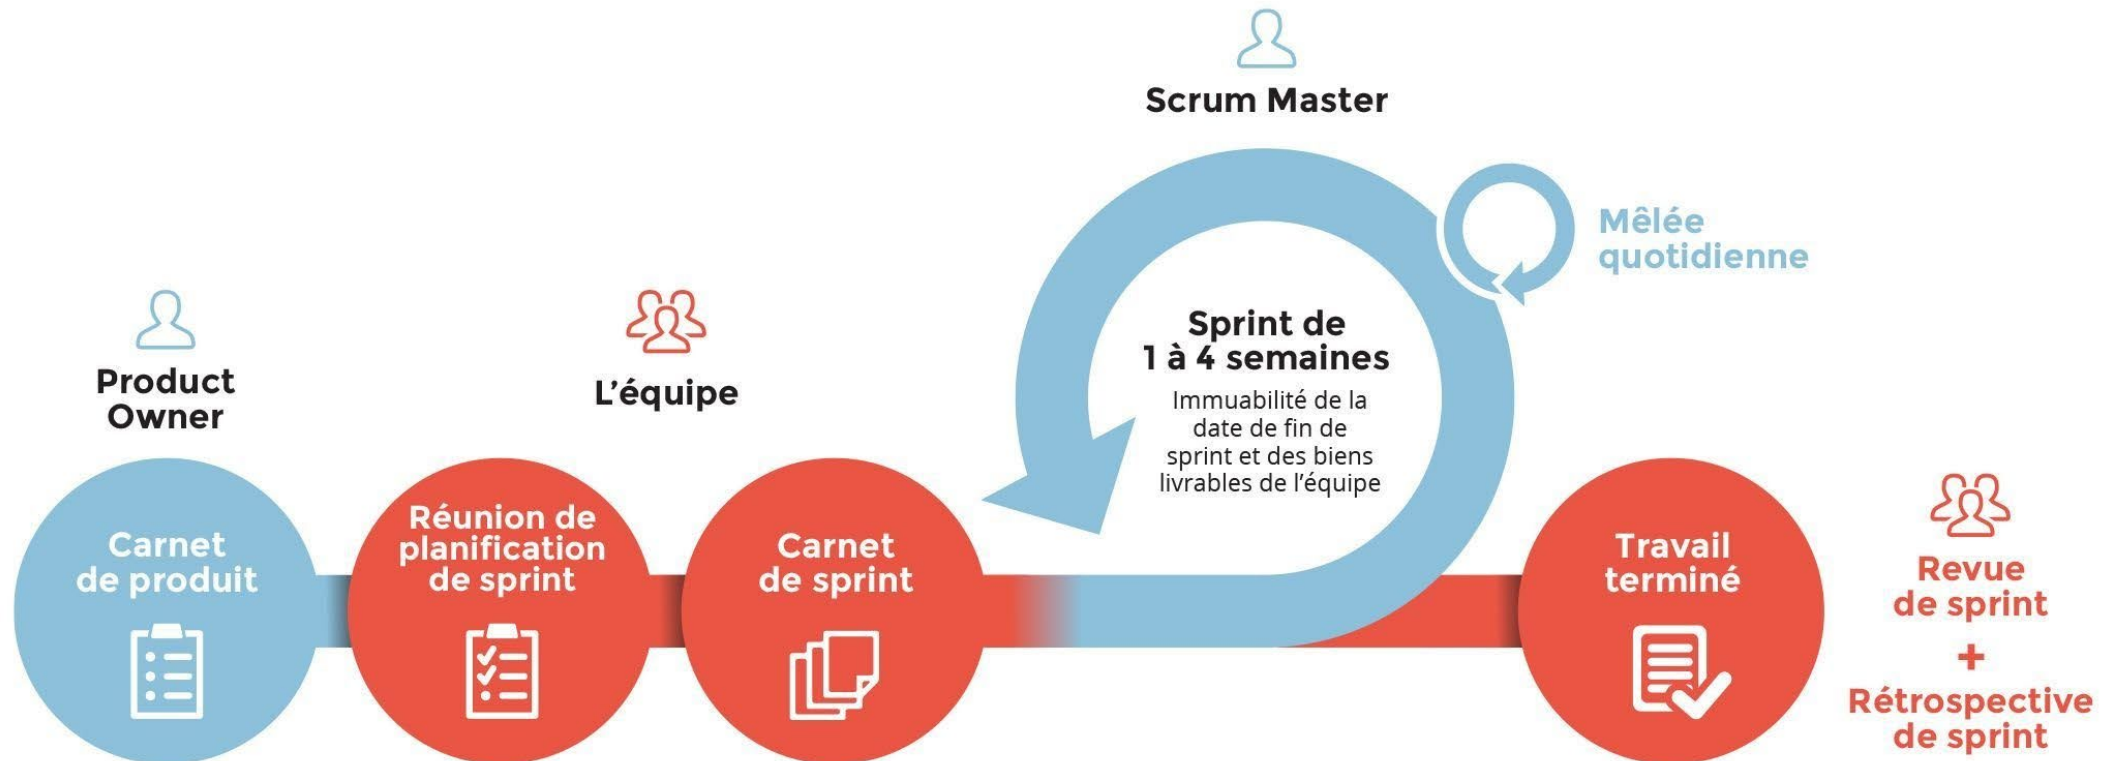 Scrum Master
Mêlée
quotidienne
Product
Owner
L’équipe
Sprint de
1 à 4 semaines
Immuabilité de la
date de fin de
sprint et des biens
livrables de l’équipe
Carnet
de produit
Réunion de
planification
de sprint
Carnet
de sprint
Travail
terminé
Revue
de sprint
+
Rétrospective
de sprint